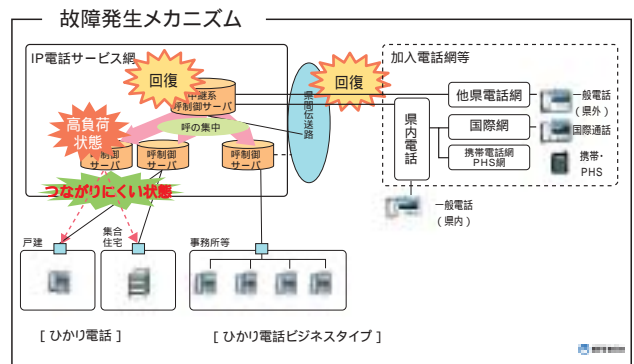 故障発生メカニズム
IP電話サービス網
回復
中継系
呼制御サーバ
高負荷
状態
呼の集中
呼制御
サーバ
呼制御
サーバ
呼制御
サーバ
つながりにくい状態
県間伝送路
回復
加入電話網等
県内電話
他県電話網
国際網
携帯電話網
PHS網
一般電話
(県外)
国際通話
携帯・
PHS
一般電話
(県内)
戸建
集合
住宅
事務所等
[ ひかり電話 ]
[ ひかり電話ビジネスタイプ ]